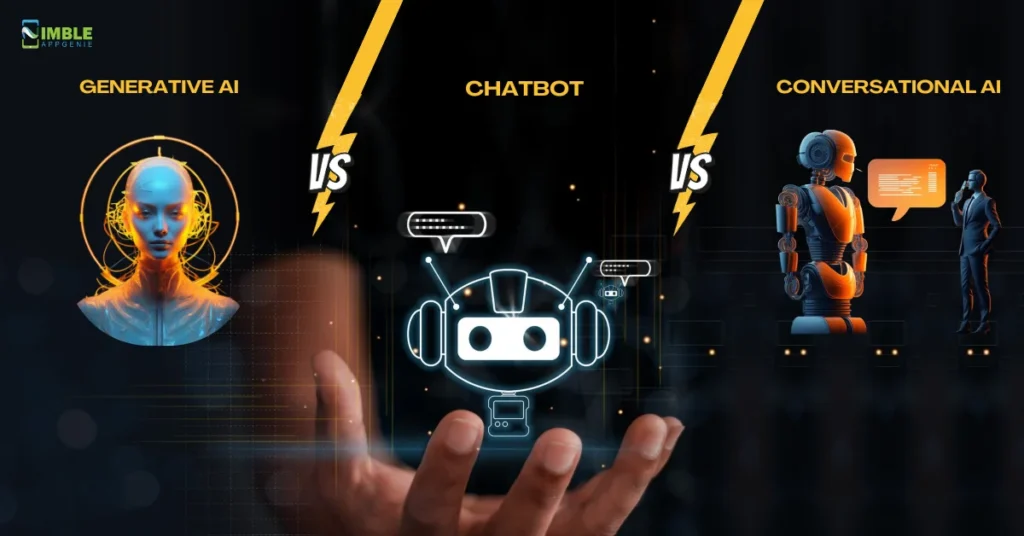 IMBLE
APPGENIE
GENERATIVE AI
CHATBOT
CONVERSATIONAL AI
VS
VS